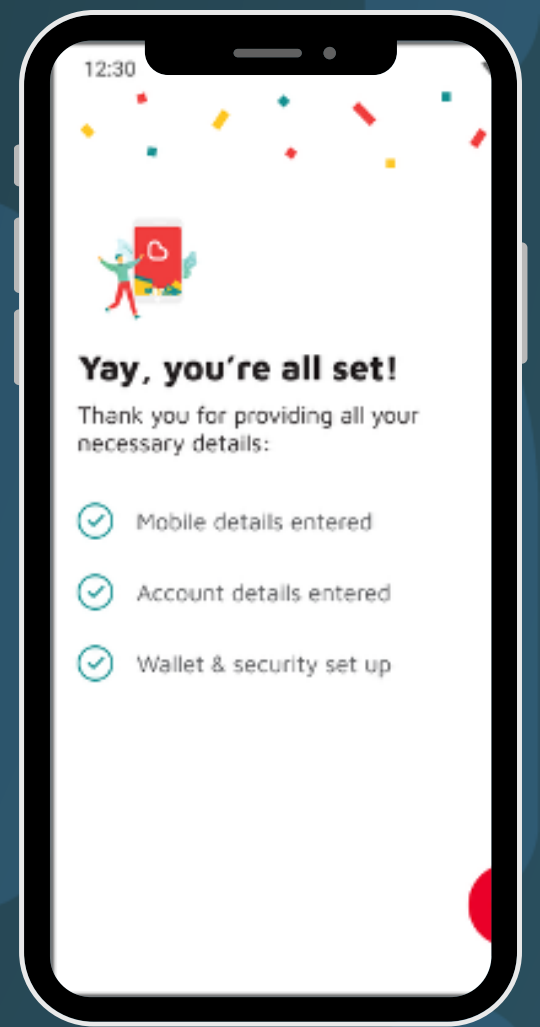 12:30
Yay, you’re all set!
Thank you for providing all your
necessary details:
Mobile details entered
Account details entered
Wallet & security set up